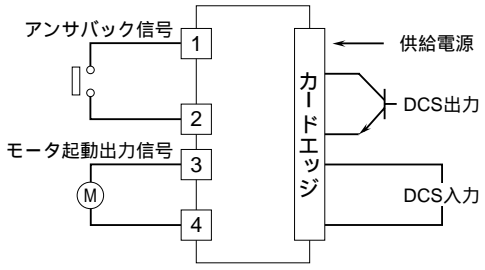 アンサバック信号
1
2
モータ起動出力信号
3
M
4
カードエッジ
供給電源
DCS出力
DCS入力